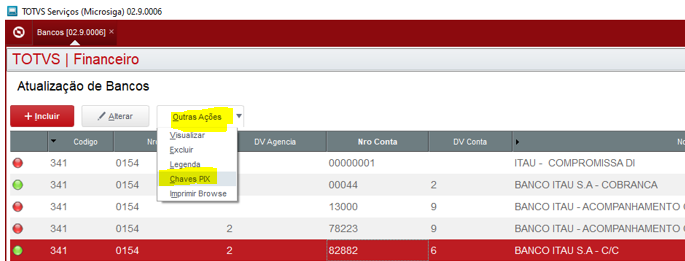 TOTVS Serviços (Microsiga) 02.9.0006
Bancos [02.9.0006] ×
TOTVS | Financeiro
Atualização de Bancos
+ Incluir Alterar Outras Ações
Visualizar
Excluir
Legenda
Chaves PIX
Imprimir Browse
Codigo DV Agencia Nro Conta DV Conta
341 0154 00000001 ITAU - COMPROMISSA DI
341 0154 00044 2 BANCO ITAU S.A - COBRANCA
341 0154 13000 9 BANCO ITAU - ACOMPANHAMENTO
341 0154 2 78223 9 BANCO ITAU - ACOMPANHAMENTO
341 0154 2 82882 6 BANCO ITAU S.A - C/C